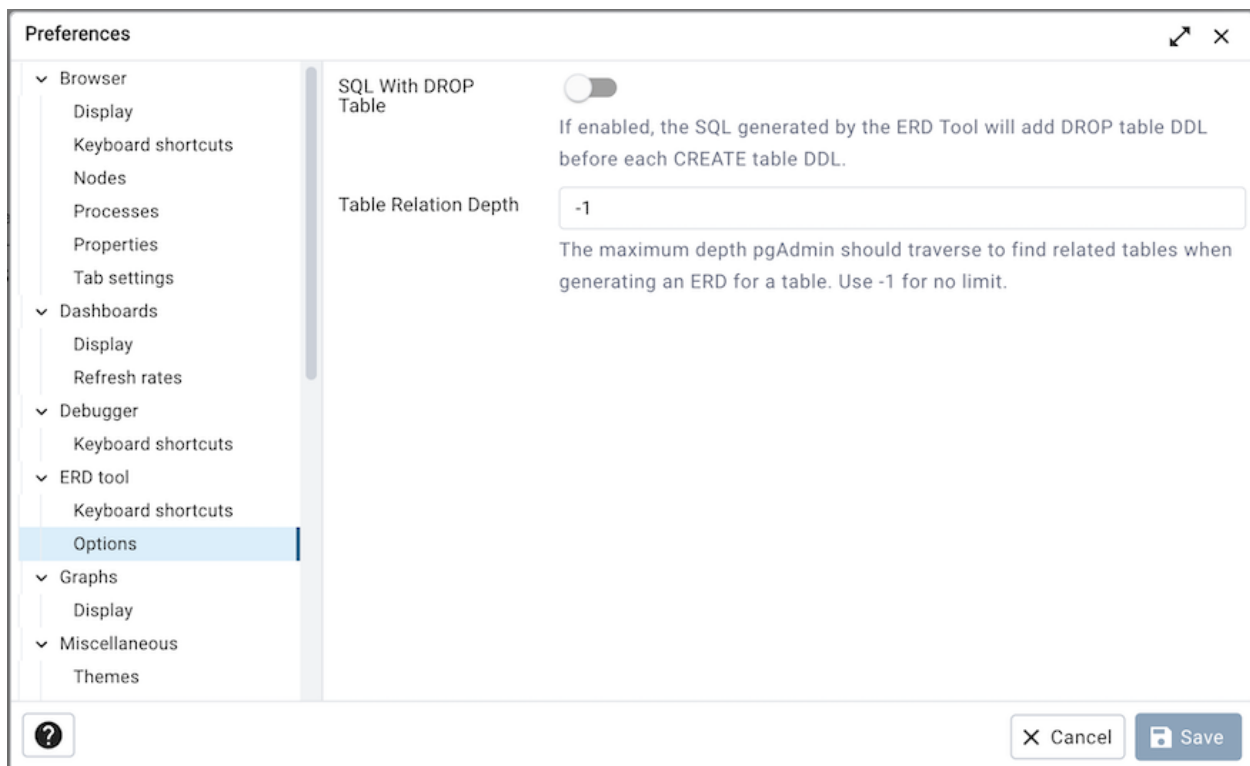 Preferences
Browser
Display
Keyboard shortcuts
Nodes
Processes
Properties
Tab settings
Dashboards
Display
Refresh rates
Debugger
Keyboard shortcuts
ERD tool
Keyboard shortcuts
Options
Graphs
Display
Miscellaneous
Themes
SQL With DROP
Table
If enabled, the SQL generated by the ERD Tool will add DROP table DDL
before each CREATE table DDL.
Table Relation Depth
-1
The maximum depth pgAdmin should traverse to find related tables when
generating an ERD for a table. Use -1 for no limit.
Cancel
Save